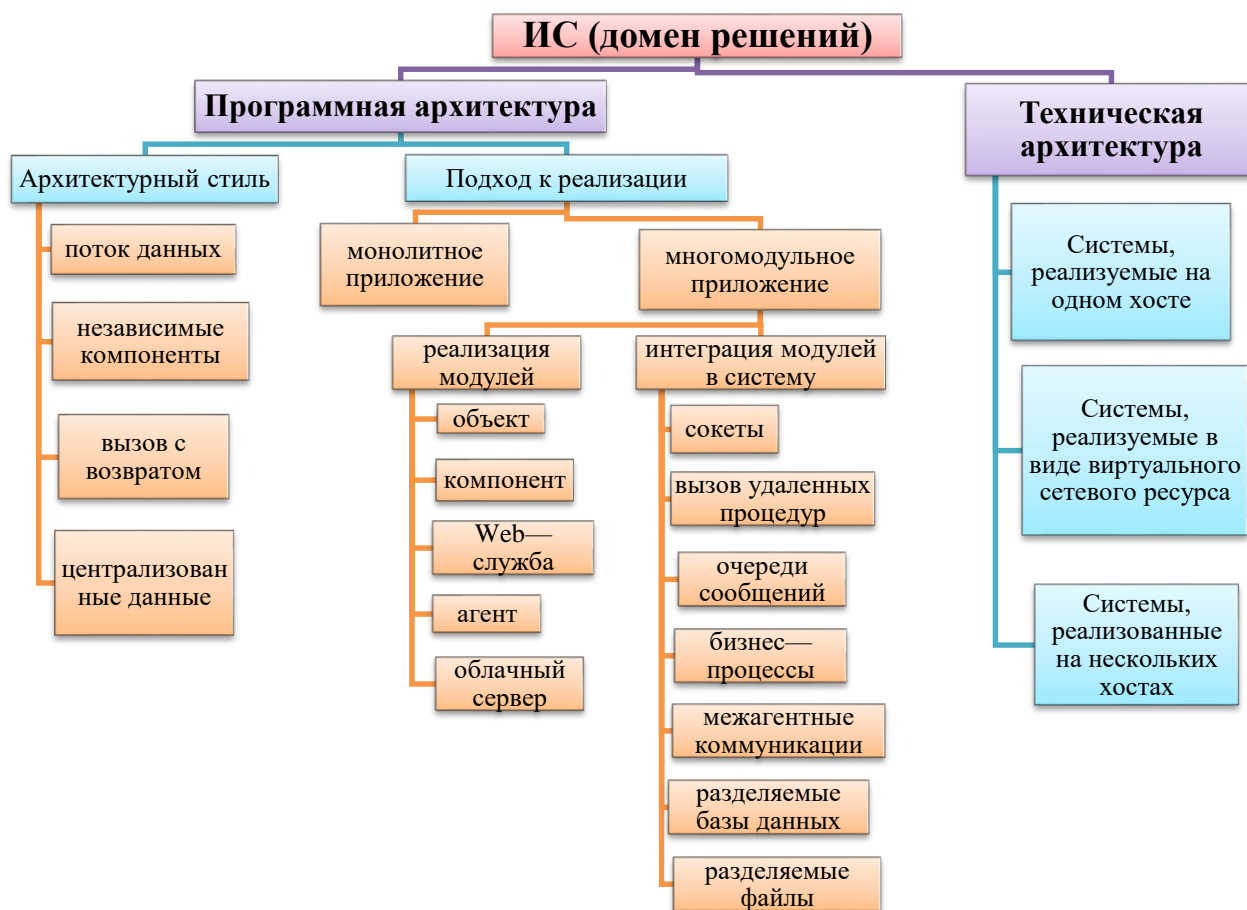 ИС (домен решений)
Программная архитектура
Техническая
архитектура
Архитектурный стиль
Подход к реализации
поток данных
независимые
компоненты
вызов с
возвратом
централизован
ные данные
монолитное
приложение
многомодульное
приложение
реализация
модулей
объект
компонент
Web—
служба
агент
облачный
сервер
интеграция модулей
в систему
сокеты
вызов удаленных
процедур
очереди
сообщений
бизнес—
процессы
межагентные
коммуникации
разделяемые
базы данных
разделяемые
файлы
Системы,
реализуемые на
одном хосте
Системы,
реализуемые в
виде виртуального
сетевого ресурса
Системы,
реализованные
на нескольких
хостах